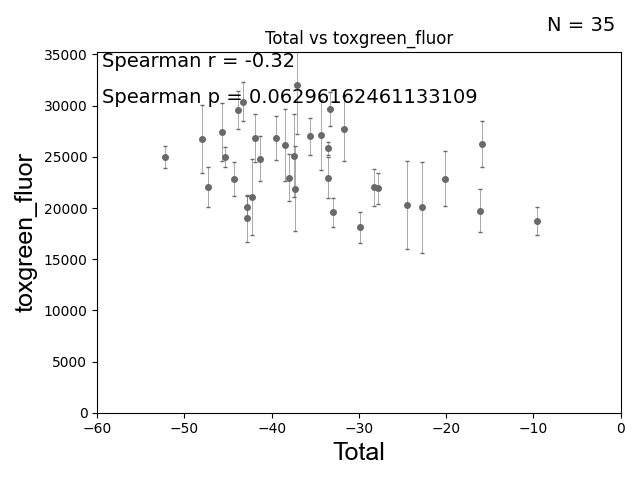 N = 35
Total vs toxgreen_fluor
Spearman r = -0.32
Spearman p = 0.06296162461133109
35000
30000
25000
20000
15000
10000
5000
0
toxgreen_fluor
−60 −50 −40 −30 −20 −10 0
Total